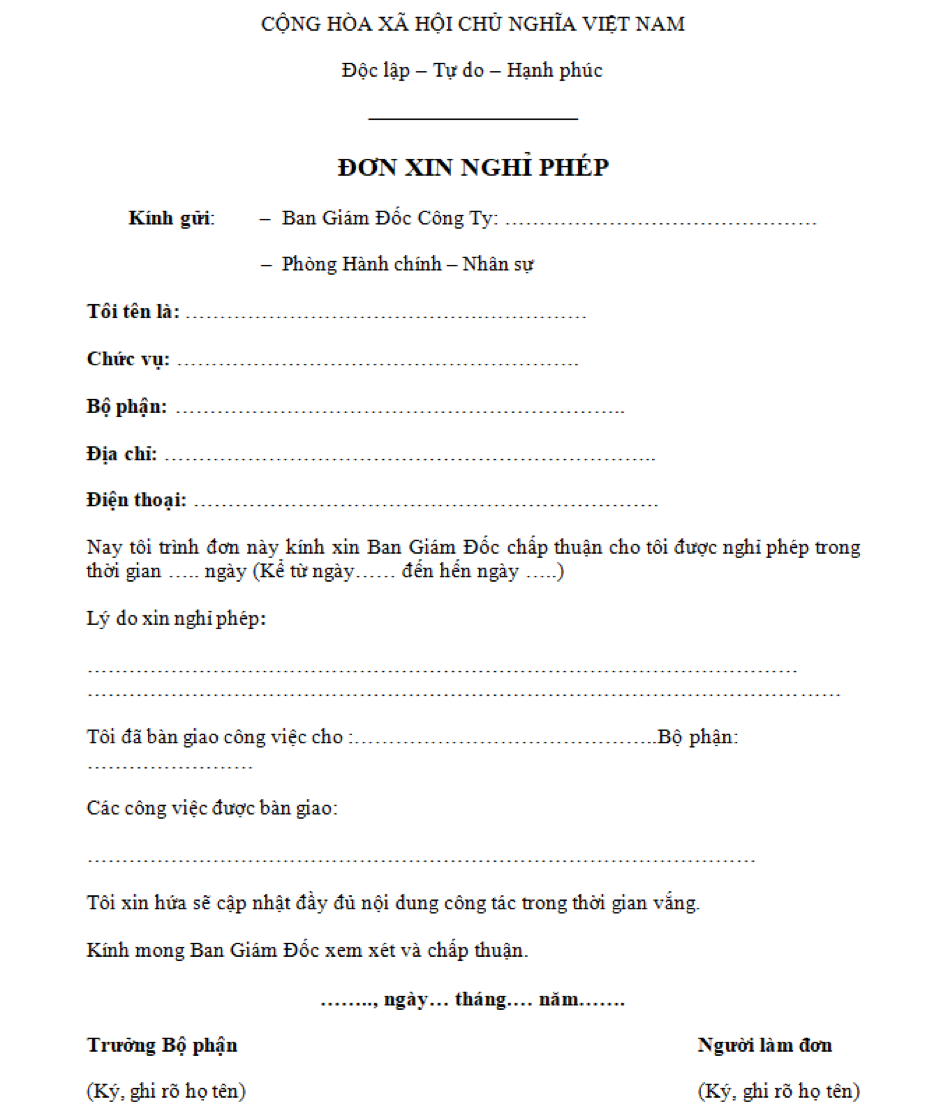 CỘNG HÒA XÃ HỘI CHỦ NGHĨA VIỆT NAM
Độc lập – Tự do – Hạnh phúc
ĐƠN XIN NGHỈ PHÉP
Kính gửi: – Ban Giám Đốc Công Ty: ………………………………………
– Phòng Hành chính – Nhân sự
Tôi tên là: …………………………………………………
Chức vụ: ………………………………………………….
Bộ phận: ………………………………………………………..
Địa chỉ: ……………………………………………………………..
Điện thoại: ………………………………………………………….
Nay tôi trình đơn này kính xin Ban Giám Đốc chấp thuận cho tôi được nghỉ phép trong
thời gian ….. ngày (Kể từ ngày…… đến hến ngày …..)
Lý do xin nghỉ phép:
…………………………………………………………………………………………
………………………………………………………………………………………………
Tôi đã bàn giao công việc cho :……………………………………..Bộ phận:
……………………
Các công việc được bàn giao:
……………………………………………………………………………………
Tôi xin hứa sẽ cập nhật đầy đủ nội dung công tác trong thời gian vắng.
Kính mong Ban Giám Đốc xem xét và chấp thuận.
…….., ngày… tháng…. năm…….
Trưởng Bộ phận Người làm đơn
(Ký, ghi rõ họ tên) (Ký, ghi rõ họ tên)